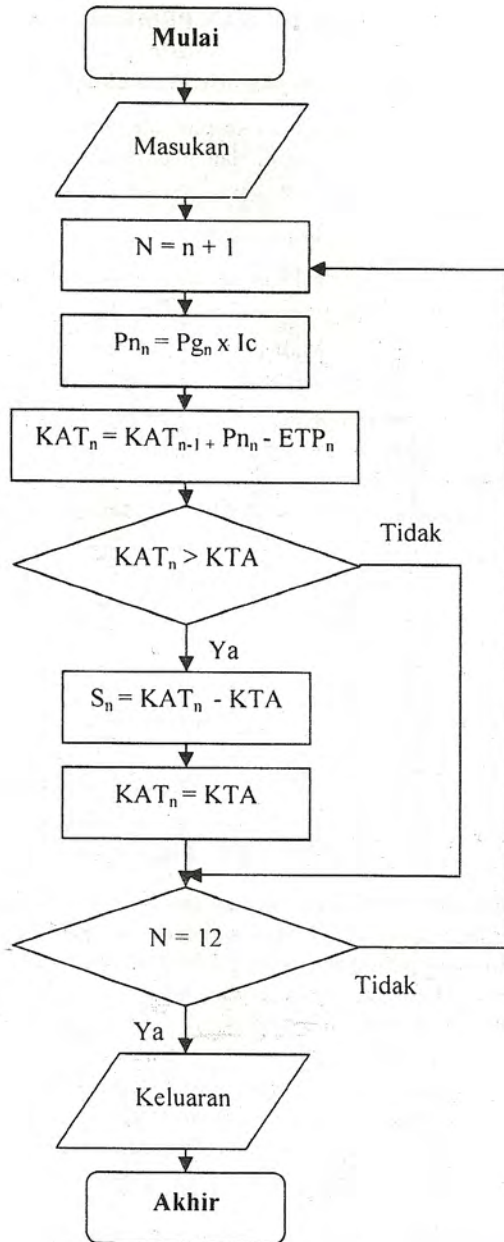 Mulai
Masukan
N = n + 1
Pnₙ = Pgₙ x Ic
KATₙ = KATₙ₋₁ ₊ Pnₙ - ETPₙ
KATₙ > KTA
Tidak
Ya
Sₙ = KATₙ - KTA
KATₙ = KTA
N = 12
Tidak
Ya
Keluaran
Akhir